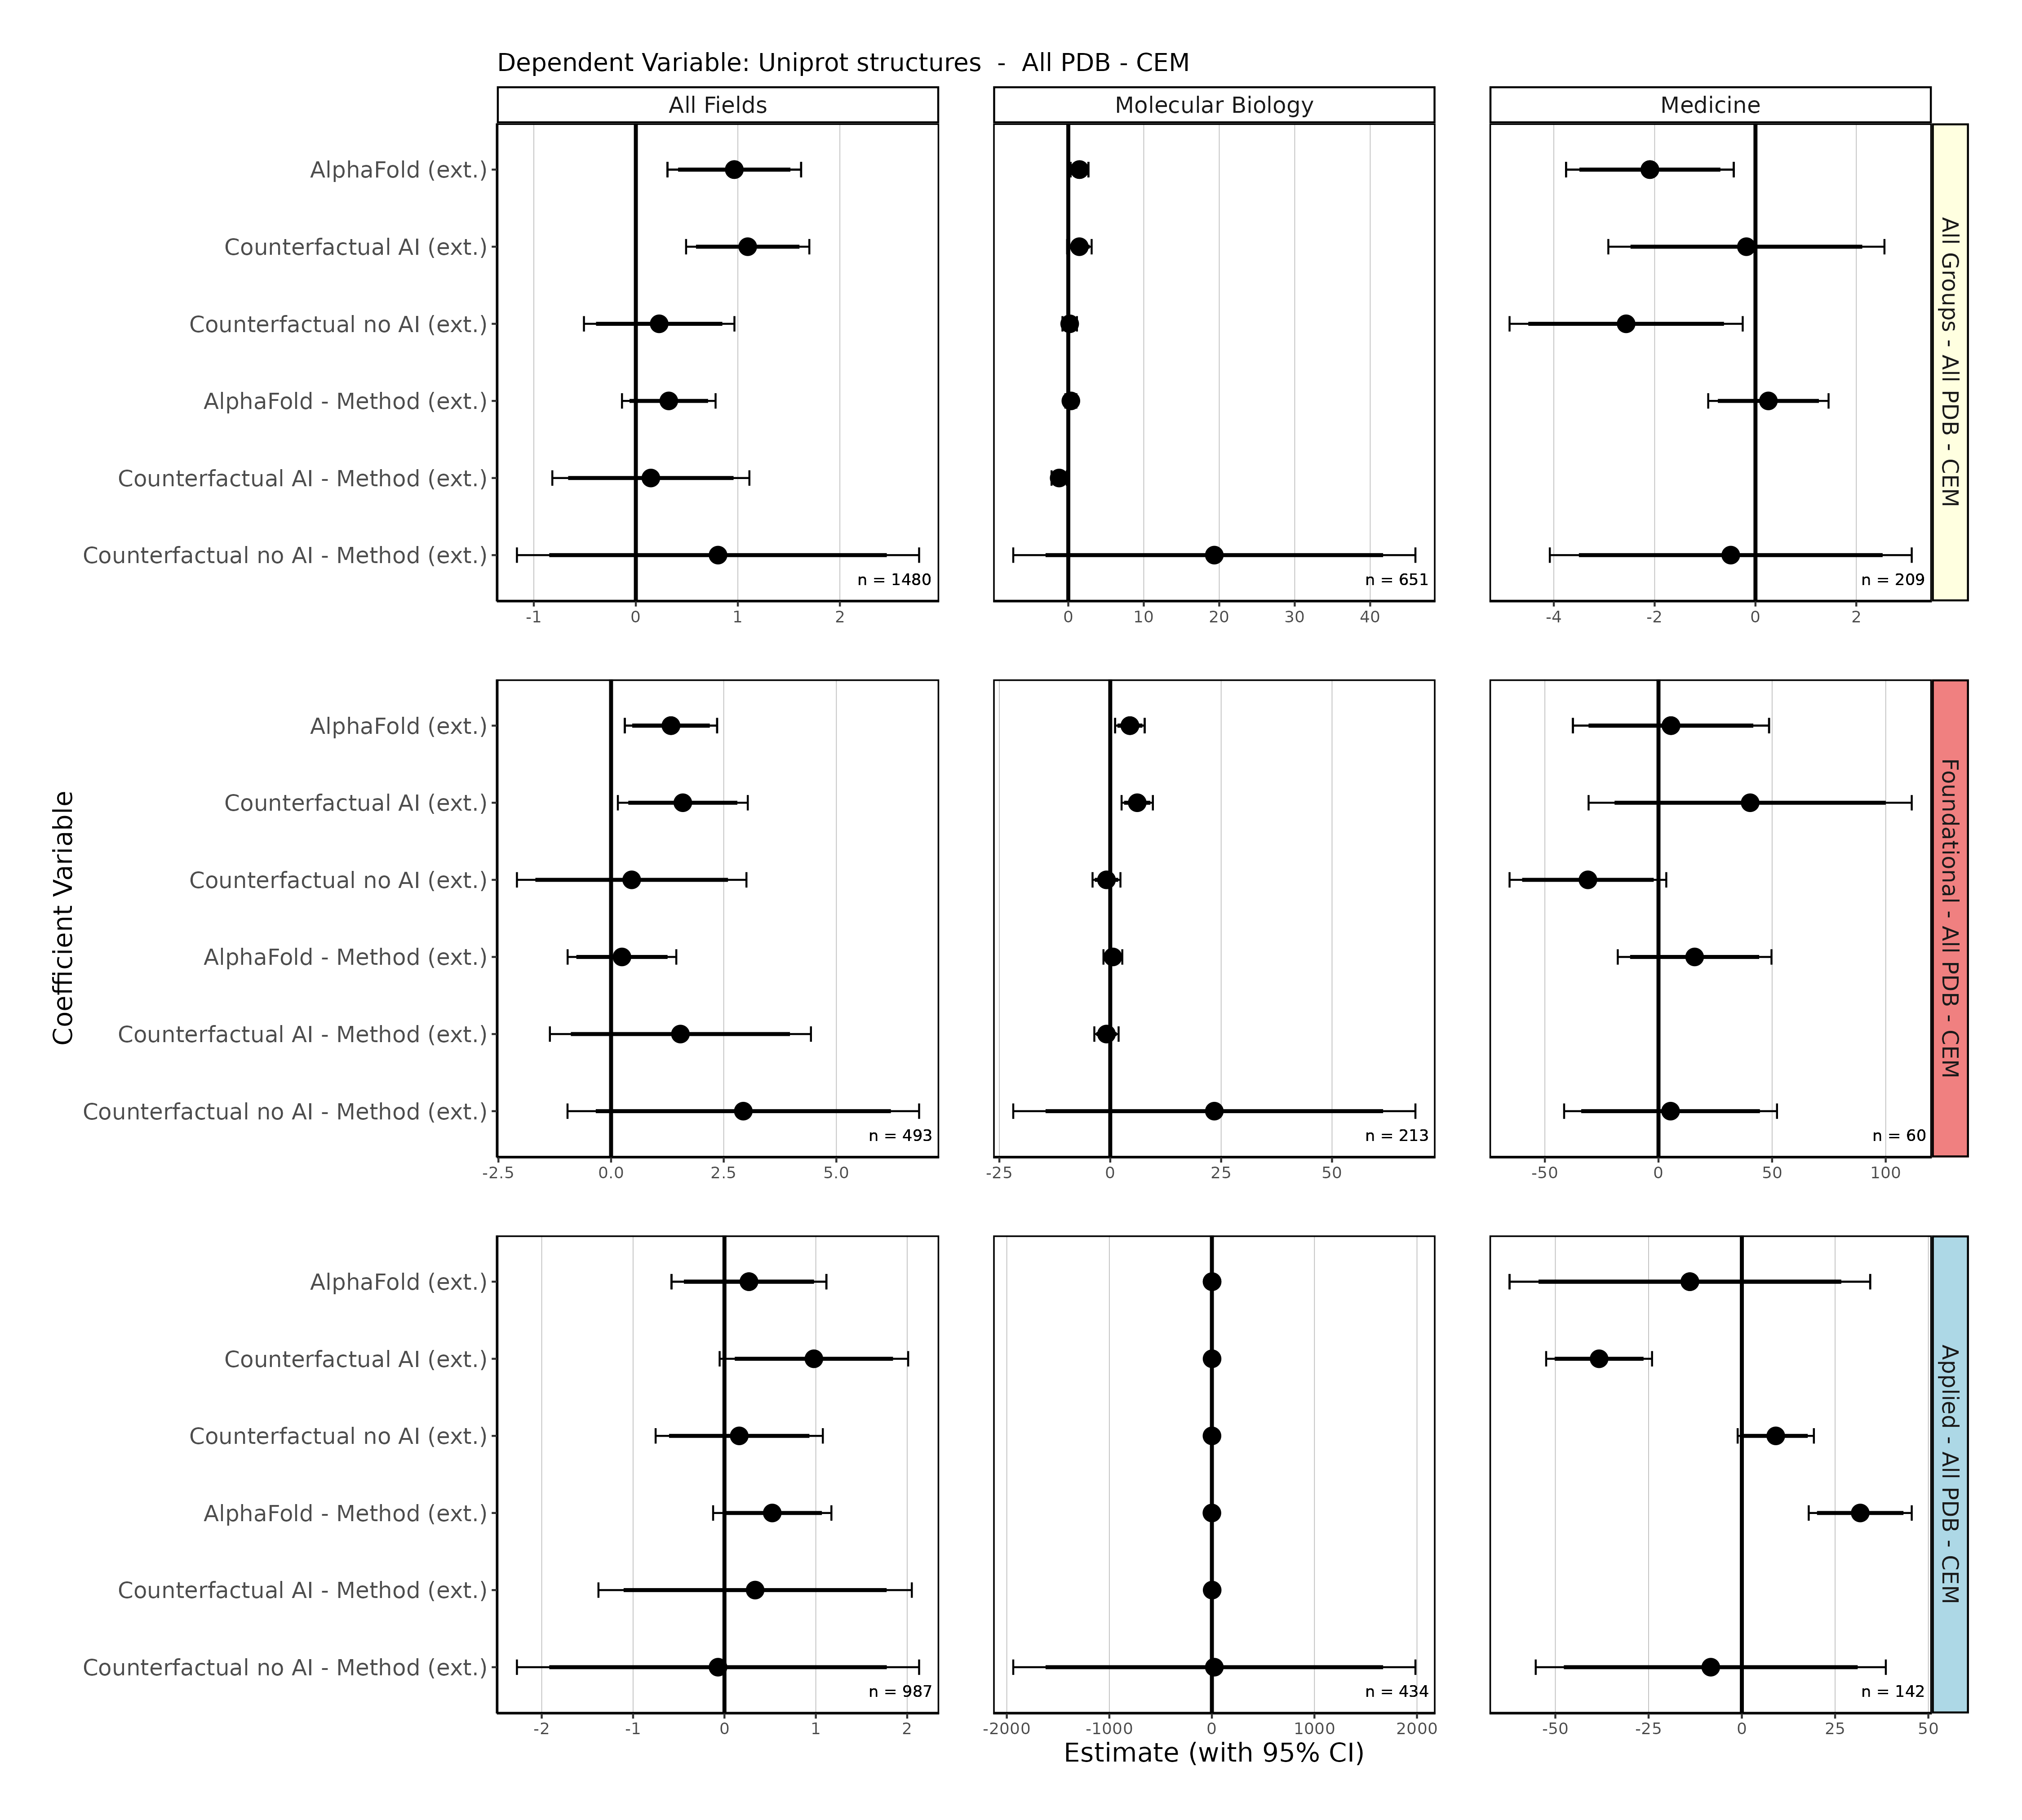 Dependent Variable: Uniprot structures - All PDB - CEM
All Fields
Molecular Biology
Medicine
AlphaFold (ext.)
Counterfactual AI (ext.)
Counterfactual no AI (ext.)
AlphaFold - Method (ext.)
Counterfactual AI - Method (ext.)
Counterfactual no AI - Method (ext.)
n = 1480
n = 651
n = 209
-1 0 1 2
0 10 20 30 40
-4 -2 0 2
All Groups - All PDB - CEM
Coefficient Variable
AlphaFold (ext.)
Counterfactual AI (ext.)
Counterfactual no AI (ext.)
AlphaFold - Method (ext.)
Counterfactual AI - Method (ext.)
Counterfactual no AI - Method (ext.)
n = 493
n = 213
n = 60
-2.5 0.0 2.5 5.0
-25 0 25 50
-50 0 50 100
Foundational - All PDB - CEM
AlphaFold (ext.)
Counterfactual AI (ext.)
Counterfactual no AI (ext.)
AlphaFold - Method (ext.)
Counterfactual AI - Method (ext.)
Counterfactual no AI - Method (ext.)
n = 987
n = 434
n = 142
-2 -1 0 1 2
-2000 -1000 0 1000 2000
-50 -25 0 25 50
Applied - All PDB - CEM
Estimate (with 95% CI)